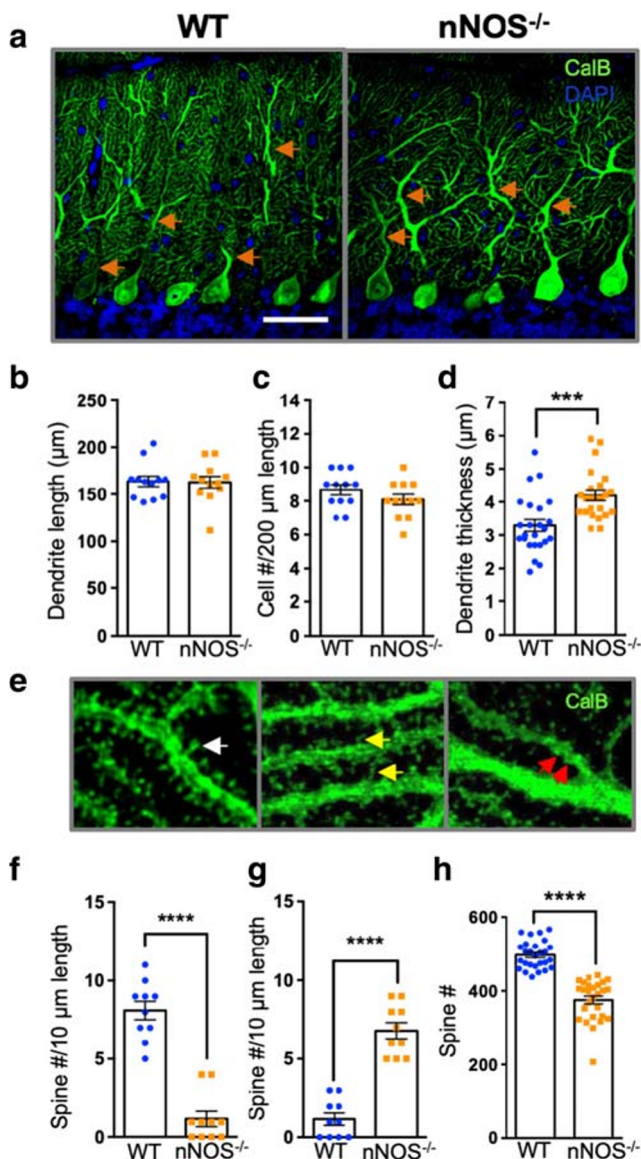 WT nNOS-/-
a
CalB
DAPI
b c d
Dendrite length (µm)
250
200
150
100
50
0
WT nNOS-/-
Cell #/200 µm length
14
12
10
8
6
4
2
0
WT nNOS-/-
Dendrite thickness (µm)
7
6
5
4
3
2
1
0
***
WT nNOS-/-
e
CalB
f g h
Spine #/10 µm length
15
10
5
0
****
WT nNOS-/-
Spine #/10 µm length
15
10
5
0
****
WT nNOS-/-
Spine #
600
400
200
0
****
WT nNOS-/-